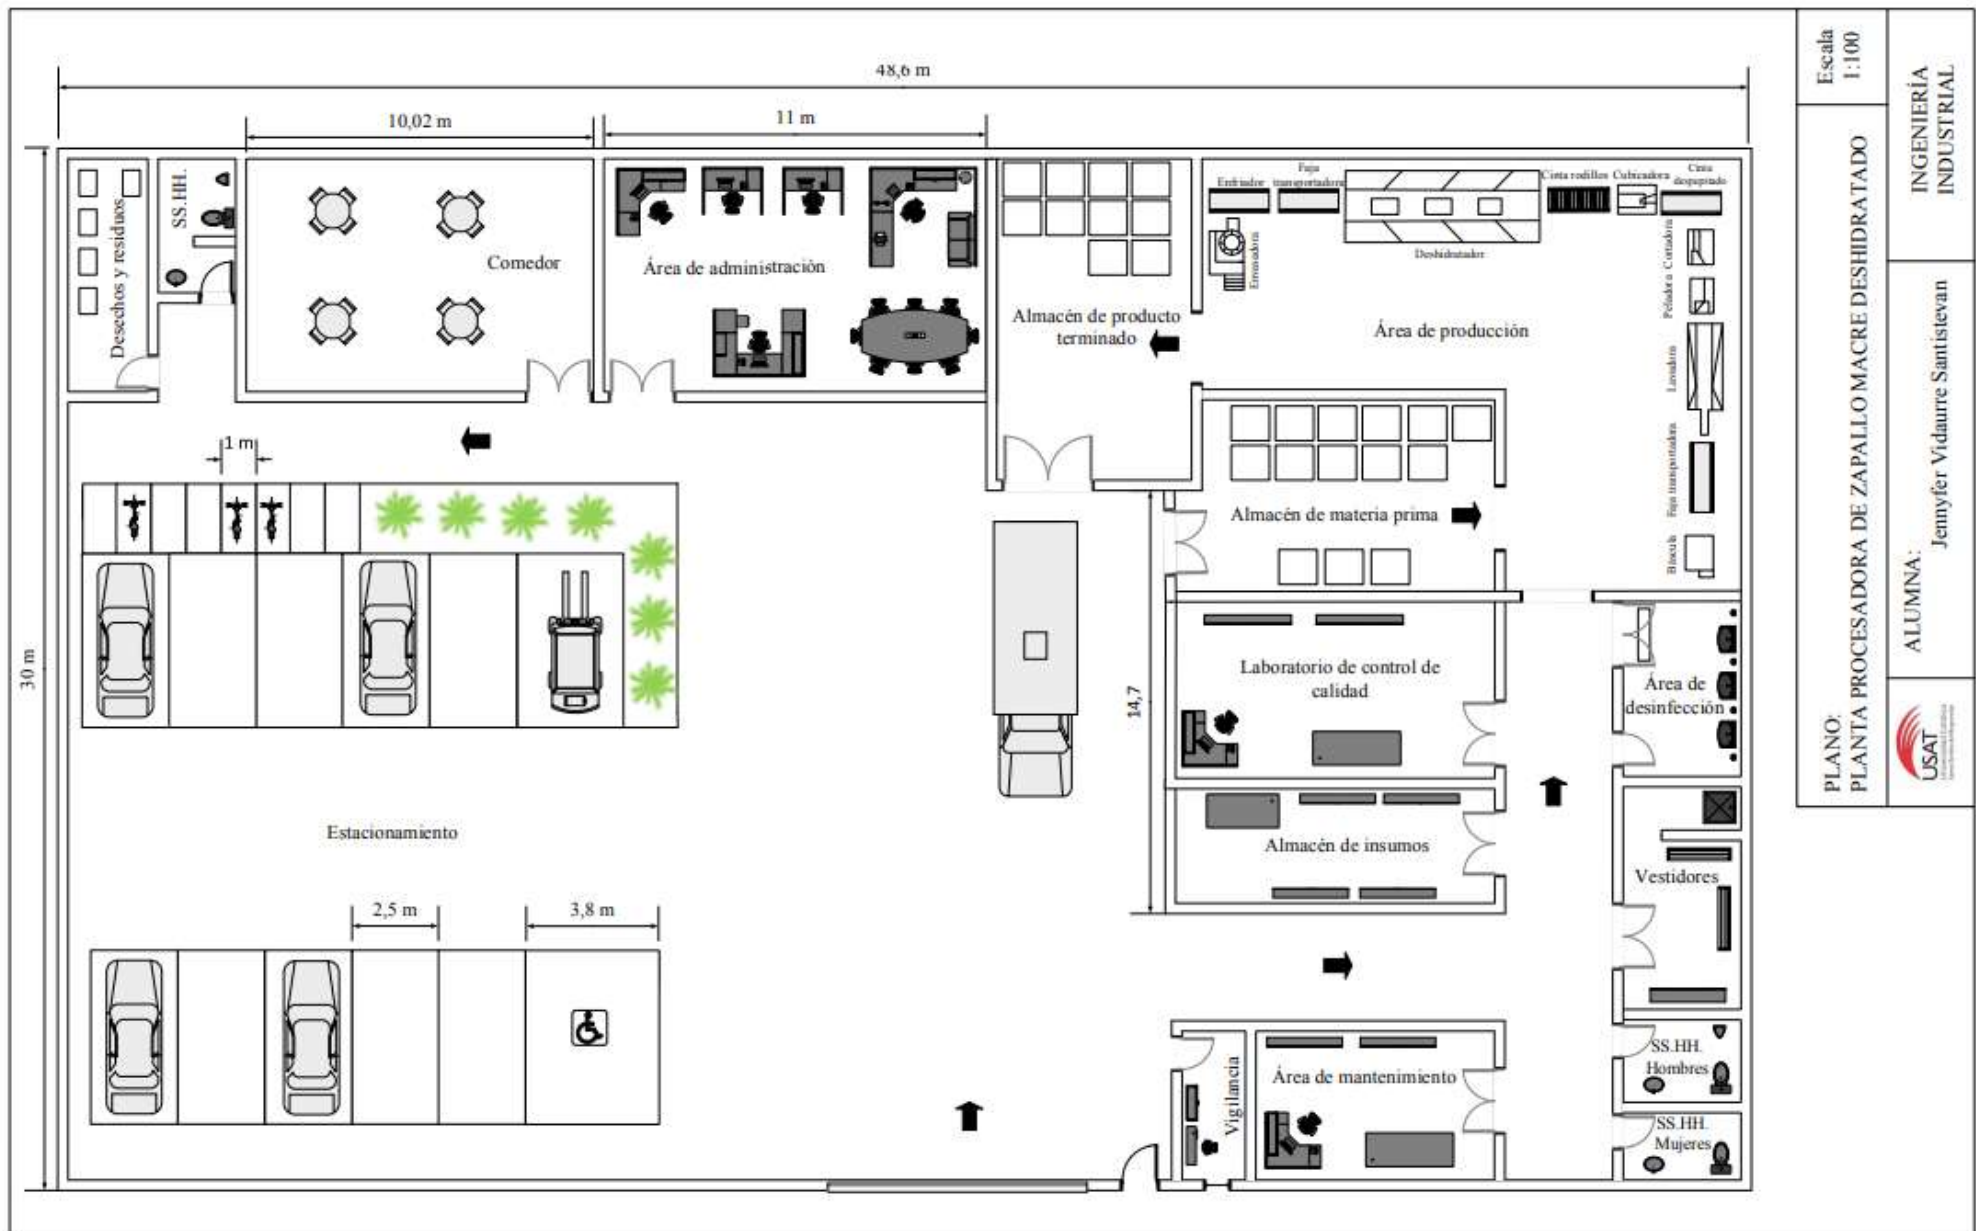 48,6 m
10,02 m
11 m
30 m
Desechos y residuos
SS.HH.
Comedor
Área de administración
Almacén de producto
terminado
Enfriador
Faja
transportadora
Deshidratador
Cinta rodillos
Cubicadora
Cinta
despepitado
Envasadora
Área de producción
Cortadora
Peladora
Lavadora
Faja transportadora
Báscula
Almacén de materia prima
1 m
14,7
Laboratorio de control de
calidad
Área de
desinfección
Almacén de insumos
Vestidores
Estacionamiento
2,5 m
3,8 m
Vigilancia
Área de mantenimiento
SS.HH.
Hombres
SS.HH.
Mujeres
Escala
1:100
PLANO:
PLANTA PROCESADORA DE ZAPALLO MACRE DESHIDRATADO
INGENIERÍA
INDUSTRIAL
ALUMNA:
Jennyfer Vidaurre Santistevan
USAT